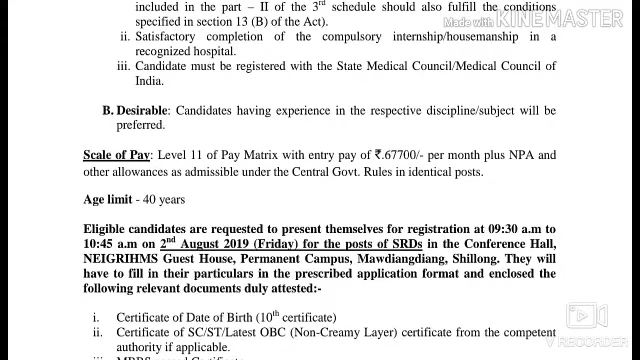 included in the part – II of the 3rd schedule should also fulfill the conditions
Made with KINEMASTER
specified in section 13 (B) of the Act).
ii. Satisfactory completion of the compulsory internship/housemanship in a
recognized hospital.
iii. Candidate must be registered with the State Medical Council/Medical Council of
India.
B. Desirable: Candidates having experience in the respective discipline/subject will be
preferred.
Scale of Pay: Level 11 of Pay Matrix with entry pay of ₹.67700/- per month plus NPA and
other allowances as admissible under the Central Govt. Rules in identical posts.
Age limit - 40 years
Eligible candidates are requested to present themselves for registration at 09:30 a.m to
10:45 a.m on 2nd August 2019 (Friday) for the posts of SRDs in the Conference Hall,
NEIGRIHMS Guest House, Permanent Campus, Mawdiangdiang, Shillong. They will
have to fill in their particulars in the prescribed application format and enclosed the
following relevant documents duly attested:-
i. Certificate of Date of Birth (10th certificate)
ii. Certificate of SC/ST/Latest OBC (Non-Creamy Layer) certificate from the competent
authority if applicable.
V RECORDER